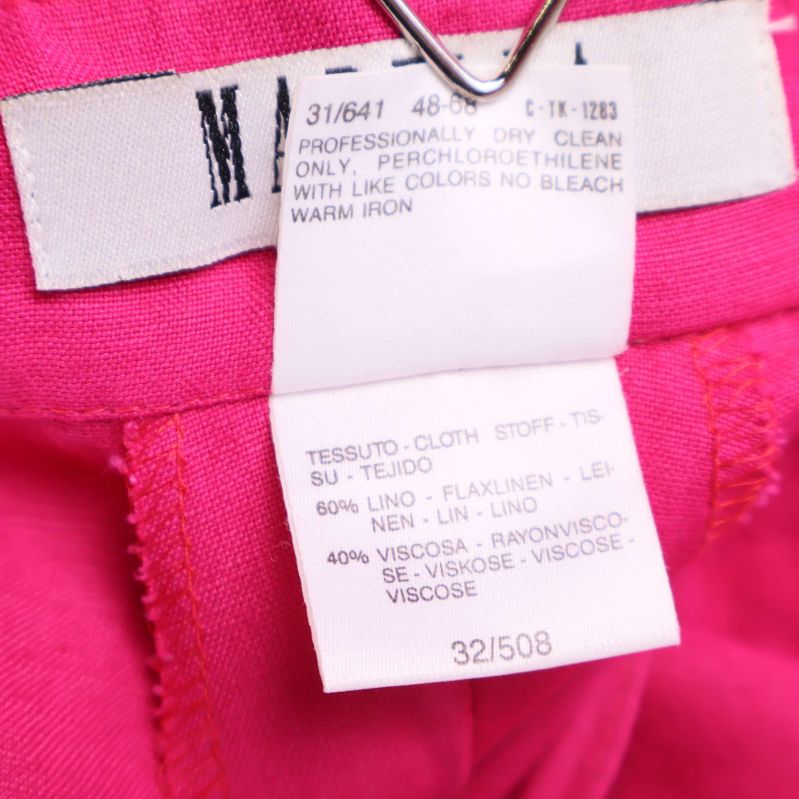 31/641 48-68 C-TK-1283
PROFESSIONALLY DRY CLEAN
ONLY, PERCHLOROETHILENE
WITH LIKE COLORS NO BLEACH
WARM IRON
TESSUTO-CLOTH STOFF-TIS-
SU-TEJIDO
60% LINO - FLAXLINEN - LEI-
NEN - LIN - LINO
40% VISCOSA - RAYONVISCO-
SE - VISKOSE - VISCOSE -
VISCOSE
32/508